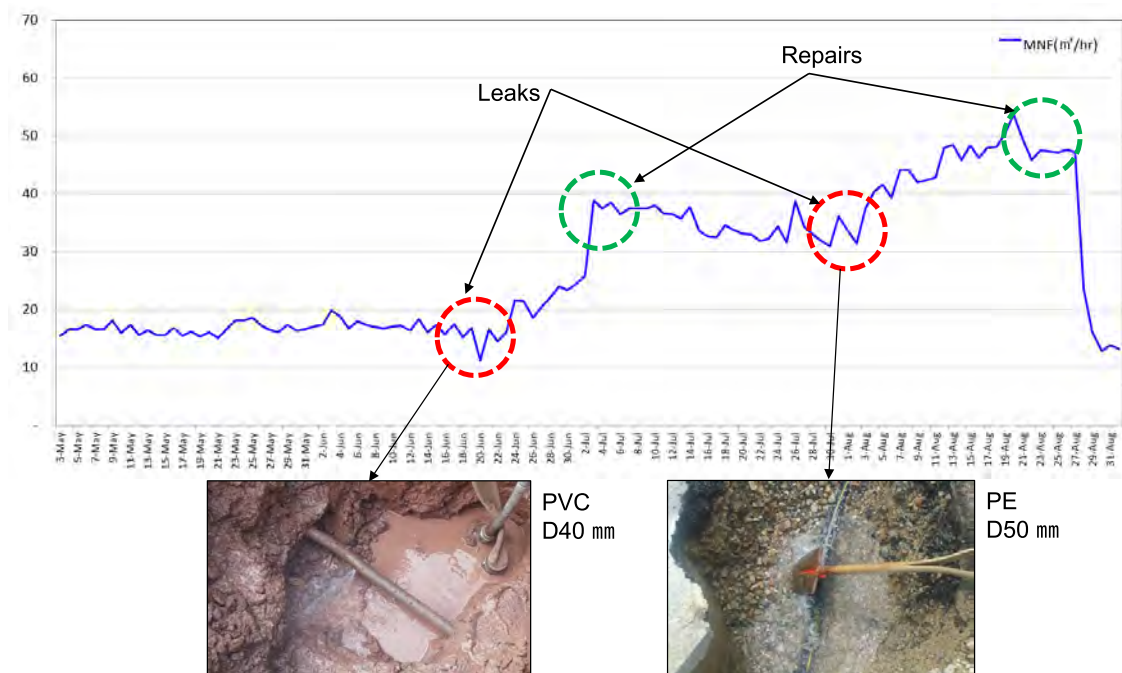 70
60
50
40
30
20
10
-
MNF(㎥/hr)
Repairs
Leaks
3-May
5-May
7-May
9-May
11-May
13-May
15-May
17-May
19-May
21-May
23-May
25-May
27-May
29-May
31-May
2-Jun
4-Jun
6-Jun
8-Jun
10-Jun
12-Jun
14-Jun
16-Jun
18-Jun
20-Jun
22-Jun
24-Jun
26-Jun
28-Jun
30-Jun
2-Jul
4-Jul
6-Jul
8-Jul
10-Jul
12-Jul
14-Jul
16-Jul
18-Jul
20-Jul
22-Jul
24-Jul
26-Jul
28-Jul
30-Jul
1-Aug
3-Aug
5-Aug
7-Aug
9-Aug
11-Aug
13-Aug
15-Aug
17-Aug
19-Aug
21-Aug
23-Aug
25-Aug
27-Aug
29-Aug
31-Aug
PVC
D40 ㎜
PE
D50 ㎜